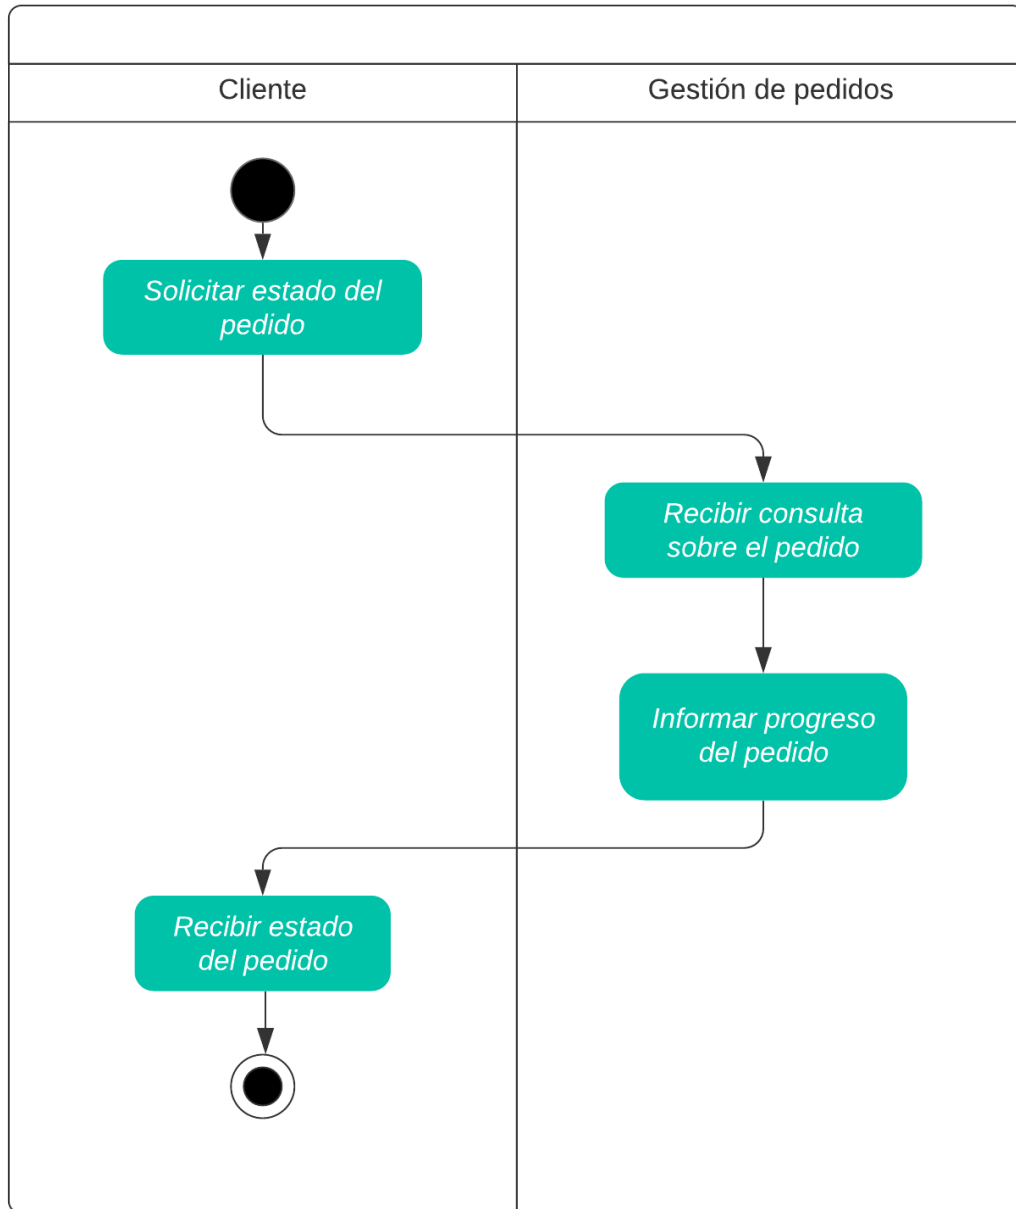 Cliente
Gestión de pedidos
Solicitar estado del
pedido
Recibir consulta
sobre el pedido
Informar progreso
del pedido
Recibir estado
del pedido